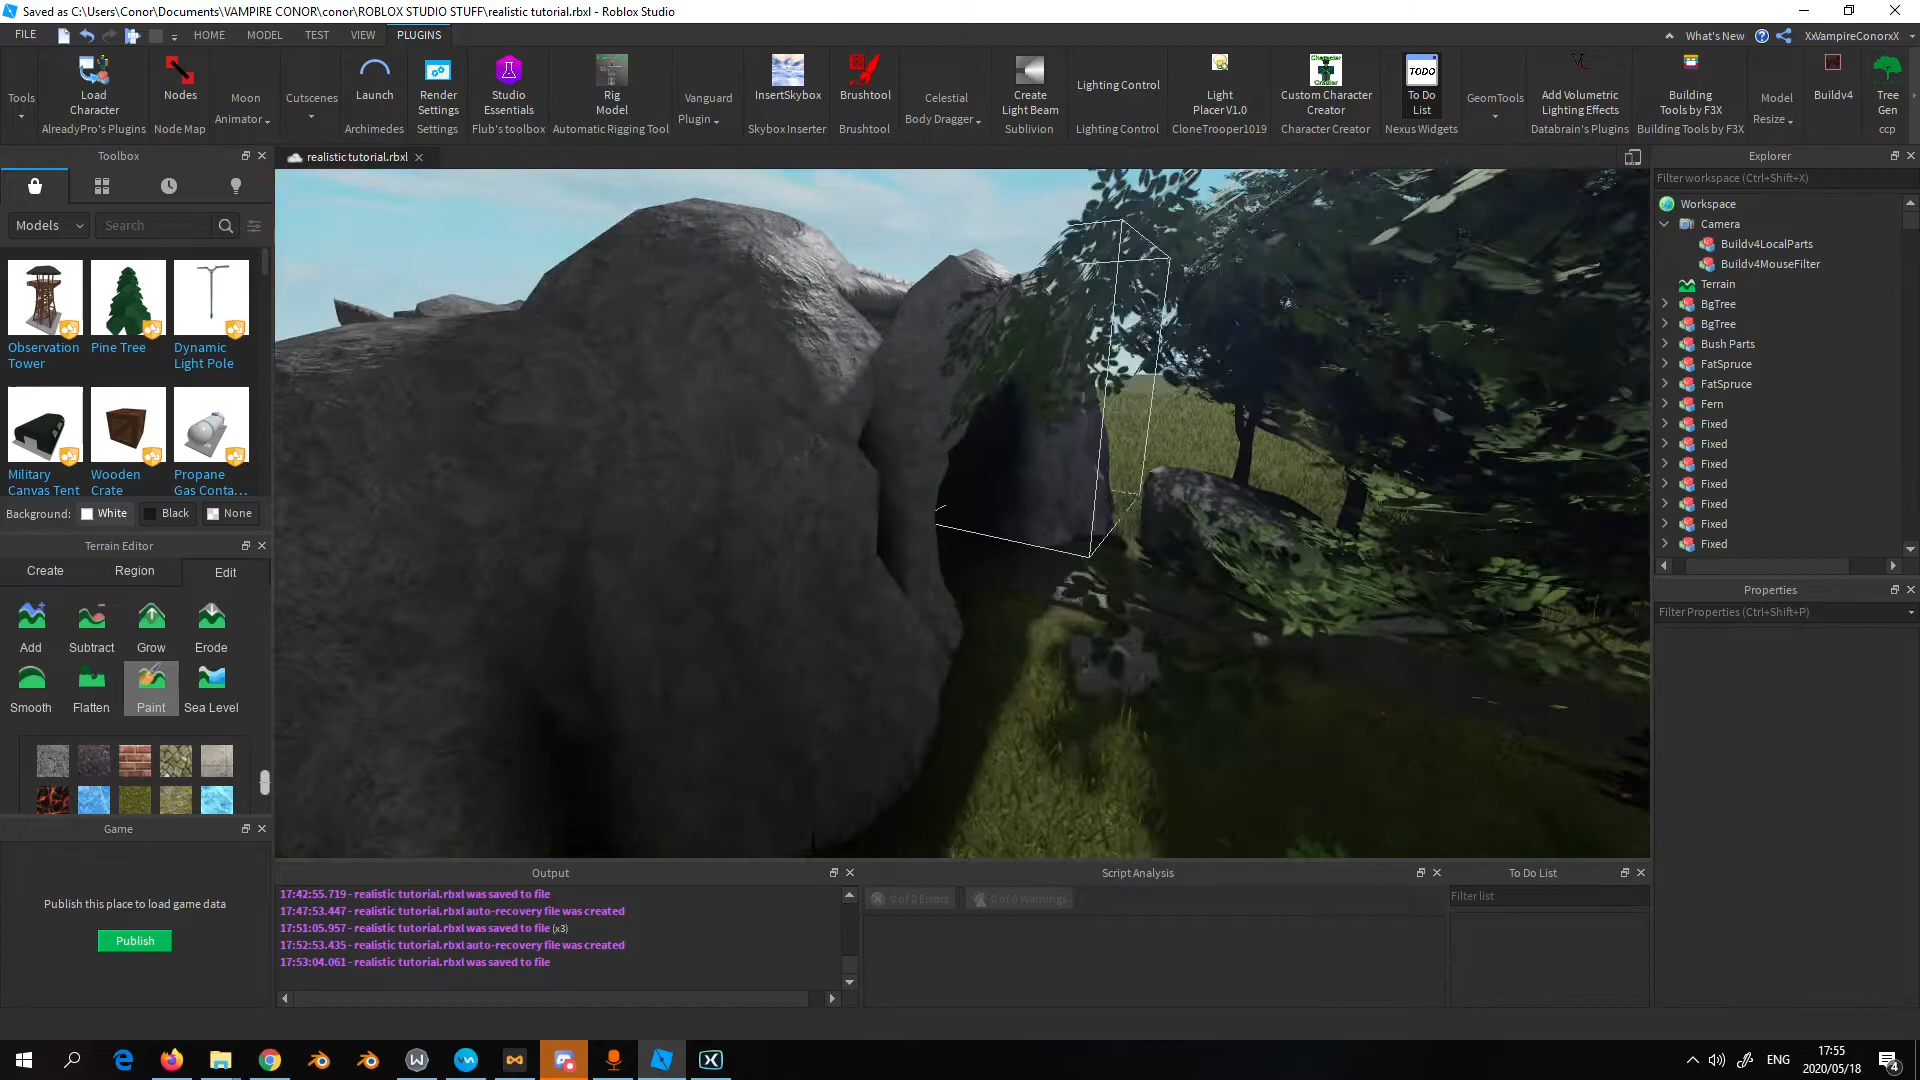 Saved as C:\Users\Conor\Documents\VAMPIRE CONOR\conor\ROBLOX STUDIO STUFF\realistic tutorial.rbxl - Roblox Studio
FILE HOME MODEL TEST VIEW PLUGINS What's New XxVampireConorxX
Tools
Load Character
AlreadyPro's Plugins
Nodes
Node Map
Moon Animator
Cutscenes
Launch
Archimedes
Render Settings
Settings
Studio Essentials
Flub's toolbox
Rig Model
Automatic Rigging Tool
Vanguard Plugin
InsertSkybox
Skybox Inserter
Brushtool
Brushtool
Celestial Body Dragger
Create Light Beam
Sublivion
Lighting Control
Lighting Control
Light Placer V1.0
CloneTrooper1019
Character Creator
Custom Character Creator
Character Creator
TODO
To Do List
Nexus Widgets
GeomTools
Add Volumetric Lighting Effects
Databrain's Plugins
Building Tools by F3X
Building Tools by F3X
Model Resize
Buildv4
Tree Gen
ccp
Toolbox
Models
Search
Observation Tower
Pine Tree
Dynamic Light Pole
Military Canvas Tent
Wooden Crate
Propane Gas Conta...
Background: White Black None
Terrain Editor
Create Region Edit
Add Subtract Grow Erode
Smooth Flatten Paint Sea Level
Game
Publish this place to load game data
Publish
realistic tutorial.rbxl
Explorer
Filter workspace (Ctrl+Shift+X)
Workspace
Camera
Buildv4LocalParts
Buildv4MouseFilter
Terrain
BgTree
BgTree
Bush Parts
FatSpruce
FatSpruce
Fern
Fixed
Fixed
Fixed
Fixed
Fixed
Fixed
Fixed
Properties
Filter Properties (Ctrl+Shift+P)
Output
17:42:55.719 - realistic tutorial.rbxl was saved to file
17:47:53.447 - realistic tutorial.rbxl auto-recovery file was created
17:51:05.957 - realistic tutorial.rbxl was saved to file (x3)
17:52:53.435 - realistic tutorial.rbxl auto-recovery file was created
17:53:04.061 - realistic tutorial.rbxl was saved to file
Script Analysis
0 of 0 Errors 0 of 0 Warnings
To Do List
Filter list
ENG
17:55
2020/05/18
4